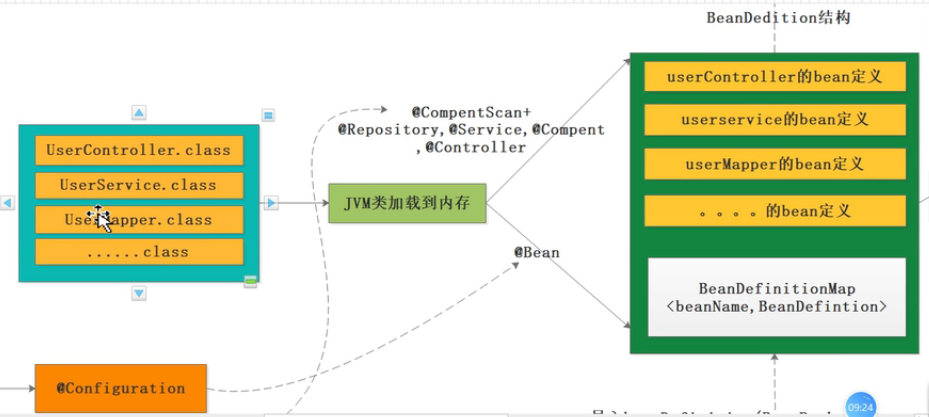 BeanDedition结构
userController的bean定义
@CompentScan+
@Repository,@Service,@Compent
,@Controller
userservice的bean定义
UserController.class
userMapper的bean定义
UserService.class
JVM类加载到内存
。。。。的bean定义
UserMapper.class
......class
@Bean
BeanDefinitionMap
<beanName,BeanDefintion>
@Configuration
09:24